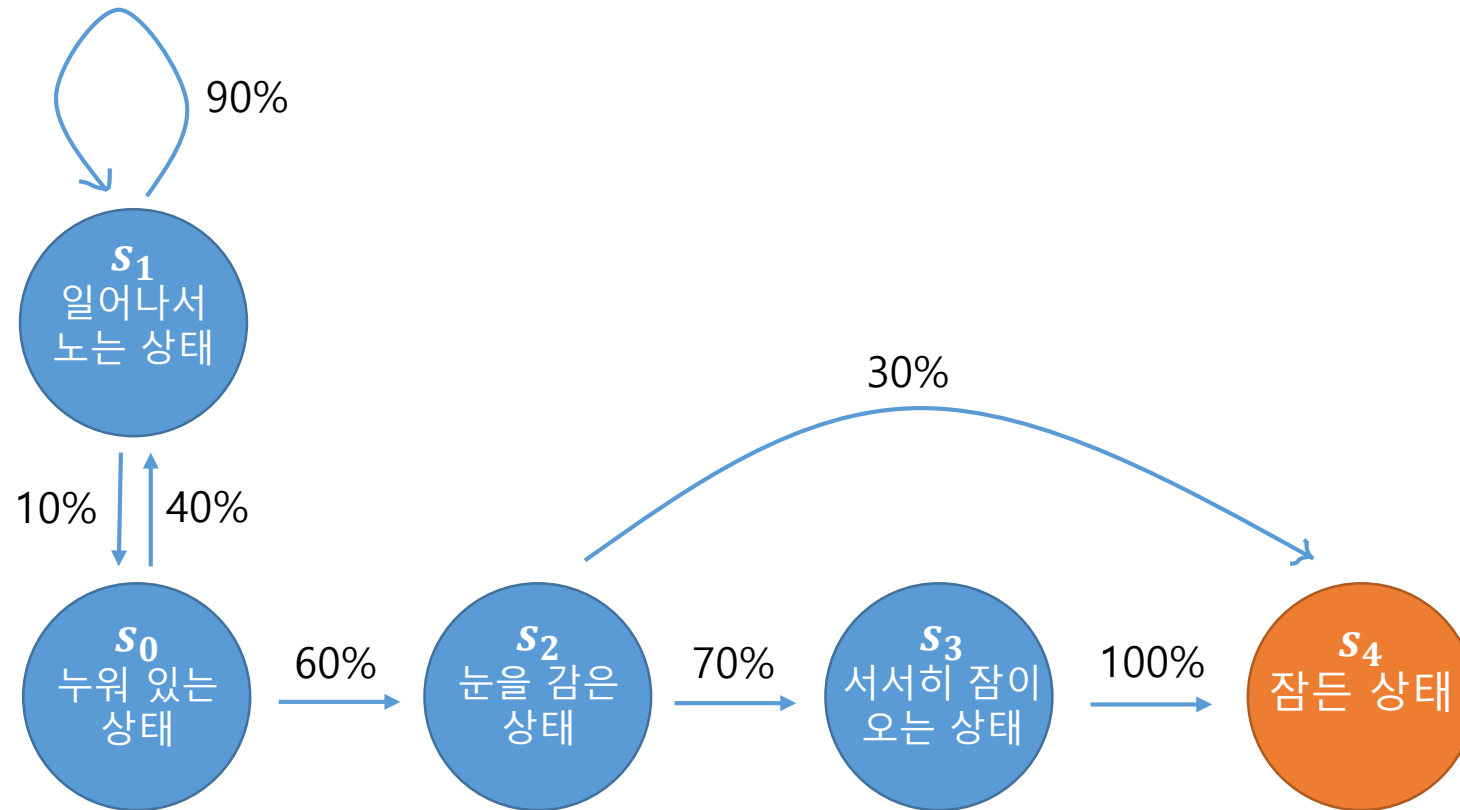 90%
s₁
일어나서
노는 상태
30%
10%
40%
s₀
누워 있는
상태
60%
s₂
눈을 감은
상태
70%
s₃
서서히 잠이
오는 상태
100%
s₄
잠든 상태